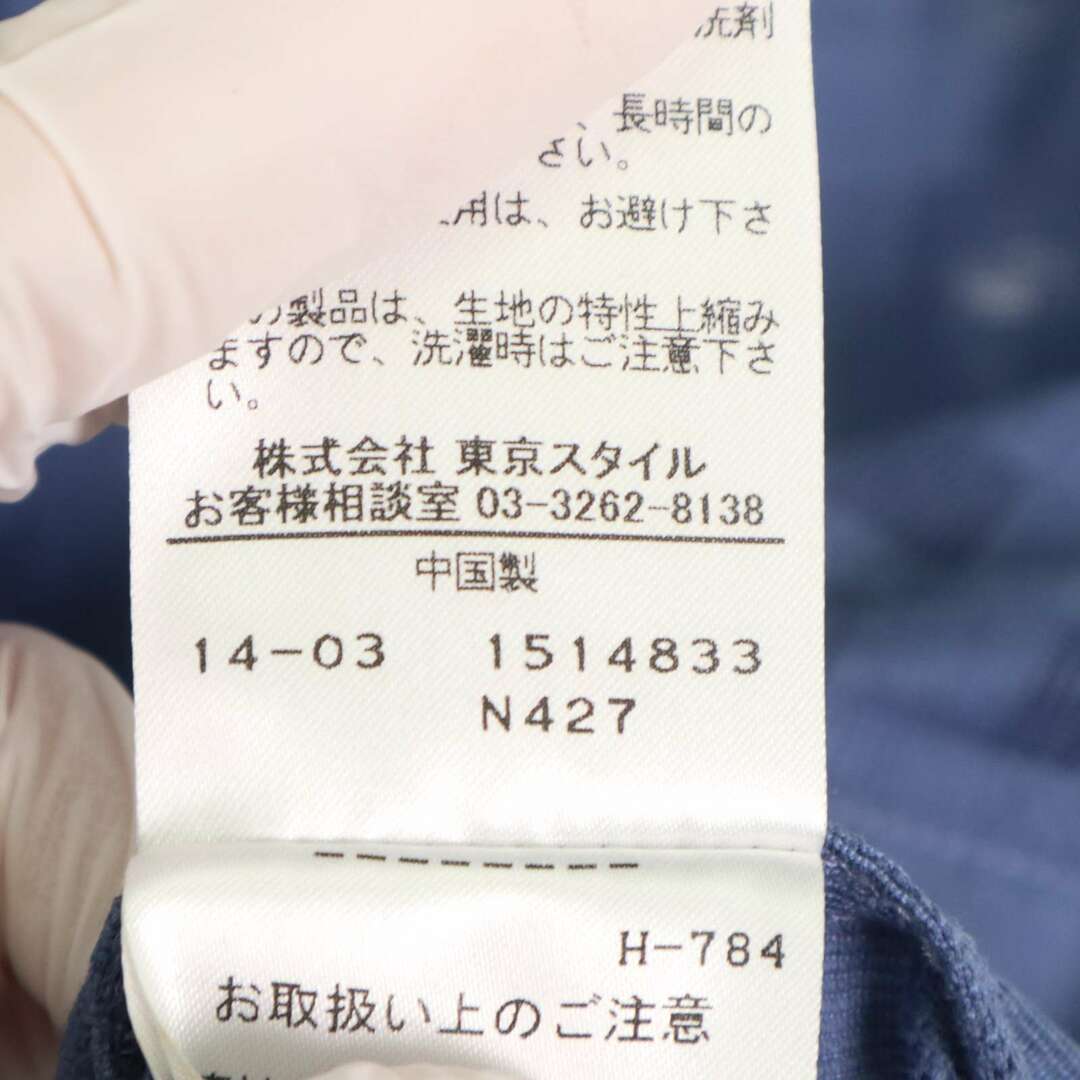 洗剤
、長時間の
さい。
用は、お避け下さ
の製品は、生地の特性上縮み
ますので、洗濯時はご注意下さ
い。
株式会社 東京スタイル
お客様相談室 03-3262-8138
中国製
14-03 1514833
N427
H-784
お取扱い上のご注意